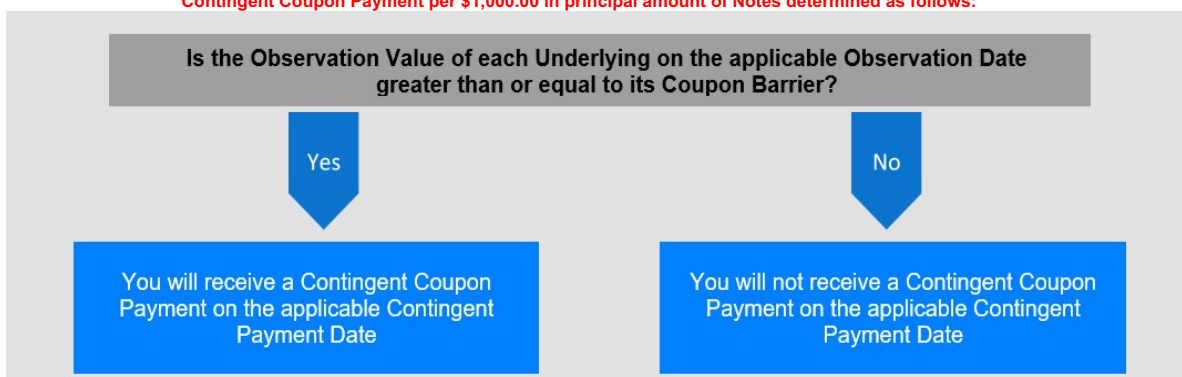 Contingent Coupon Payment per $1,000.00 in principal amount of Notes determined as follows:
Is the Observation Value of each Underlying on the applicable Observation Date
greater than or equal to its Coupon Barrier?
Yes
No
You will receive a Contingent Coupon
Payment on the applicable Contingent
Payment Date
You will not receive a Contingent Coupon
Payment on the applicable Contingent
Payment Date